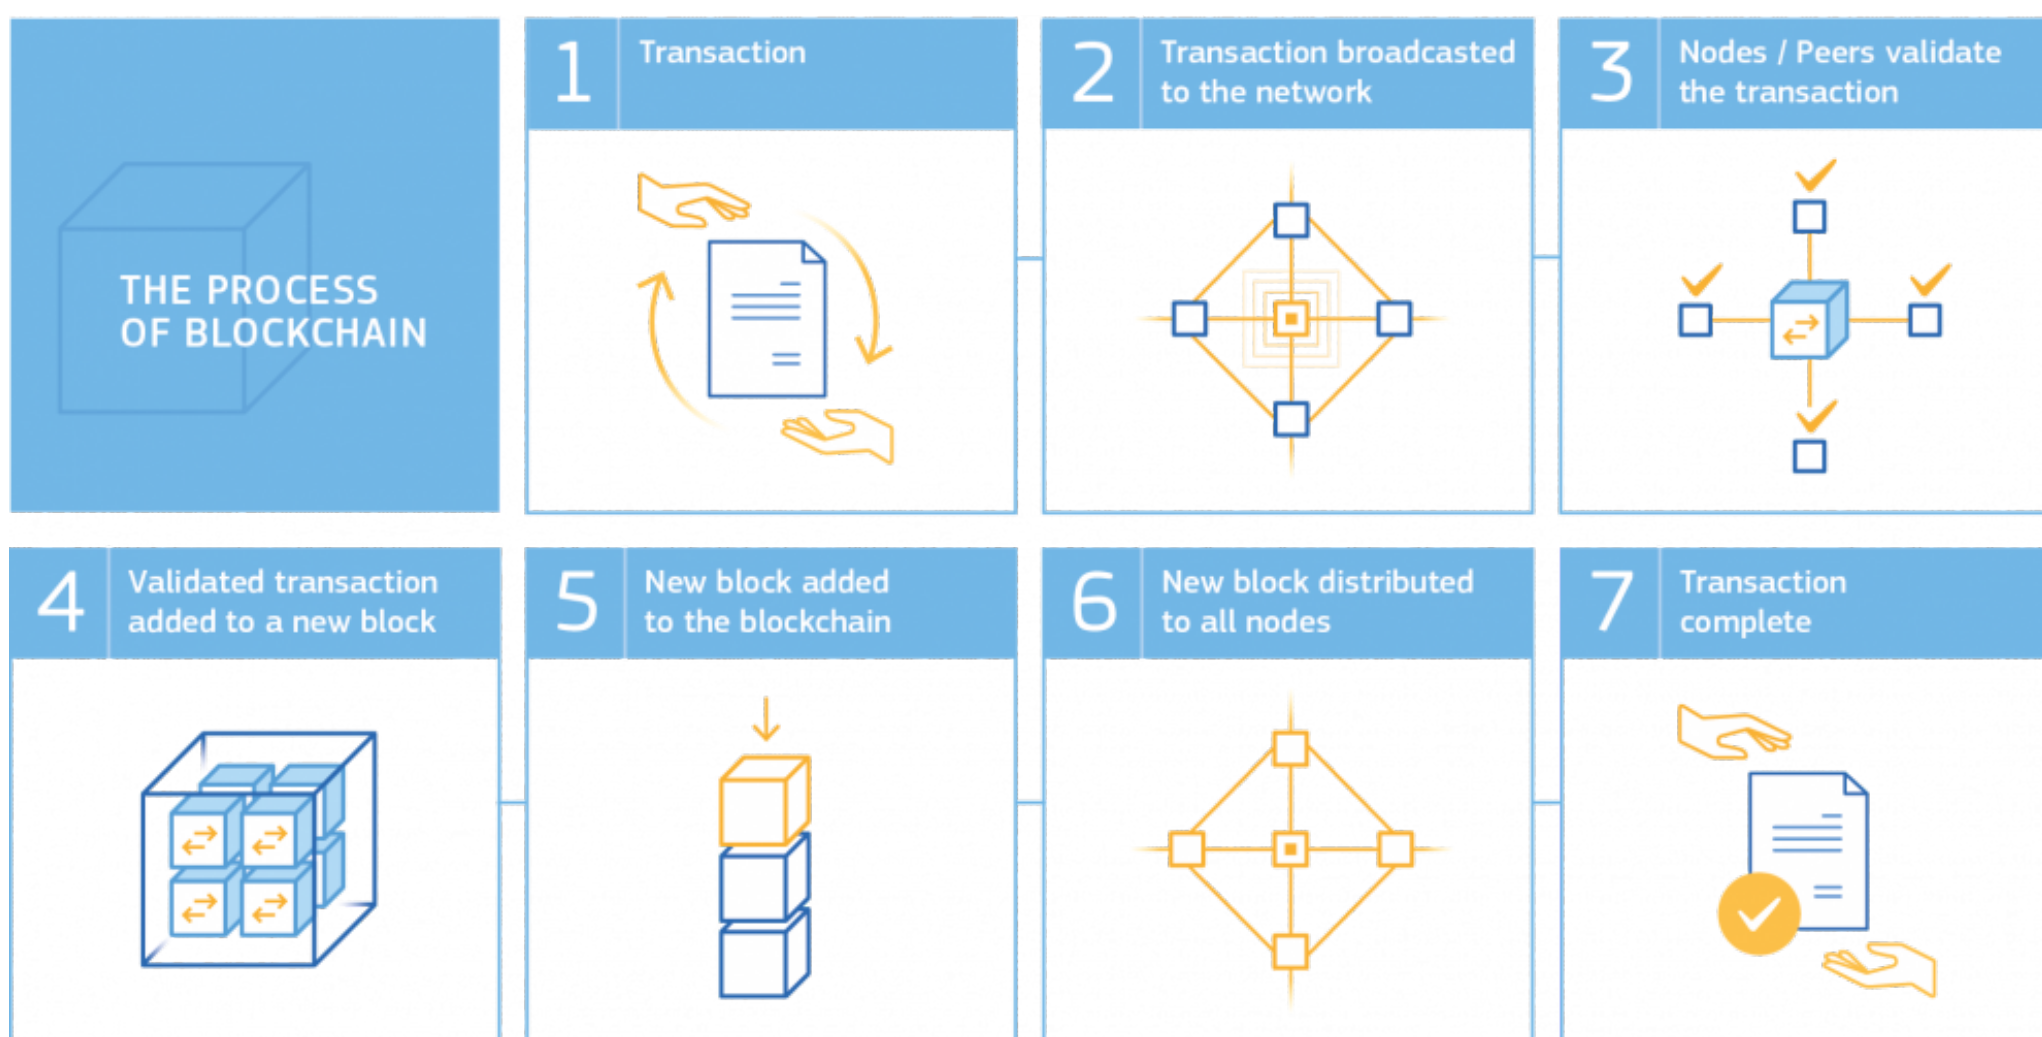 THE PROCESS
OF BLOCKCHAIN
1
Transaction
2
Transaction broadcasted
to the network
3
Nodes / Peers validate
the transaction
4
Validated transaction
added to a new block
5
New block added
to the blockchain
6
New block distributed
to all nodes
7
Transaction
complete